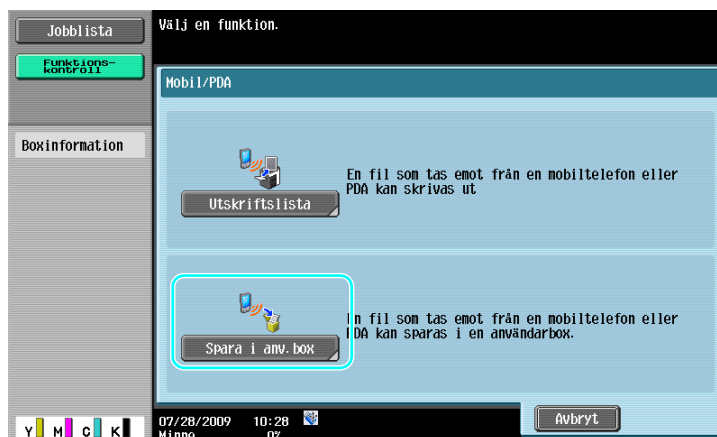 Jobblista
Välj en funktion.
Funktions-
kontroll
Mobil/PDA
Boxinformation
En fil som tas emot från en mobiltelefon eller
PDA kan skrivas ut
Utskriftslista
En fil som tas emot från en mobiltelefon eller
PDA kan sparas i en användarbox.
Spara i anv.box
07/28/2009 10:28
Minne 0%
Avbryt
Y M C K